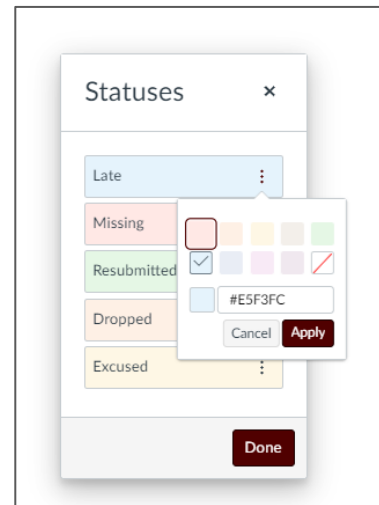 Statuses ×
Late
Missing
Resubmitted
#E5F3FC
Dropped
Cancel Apply
Excused
Done